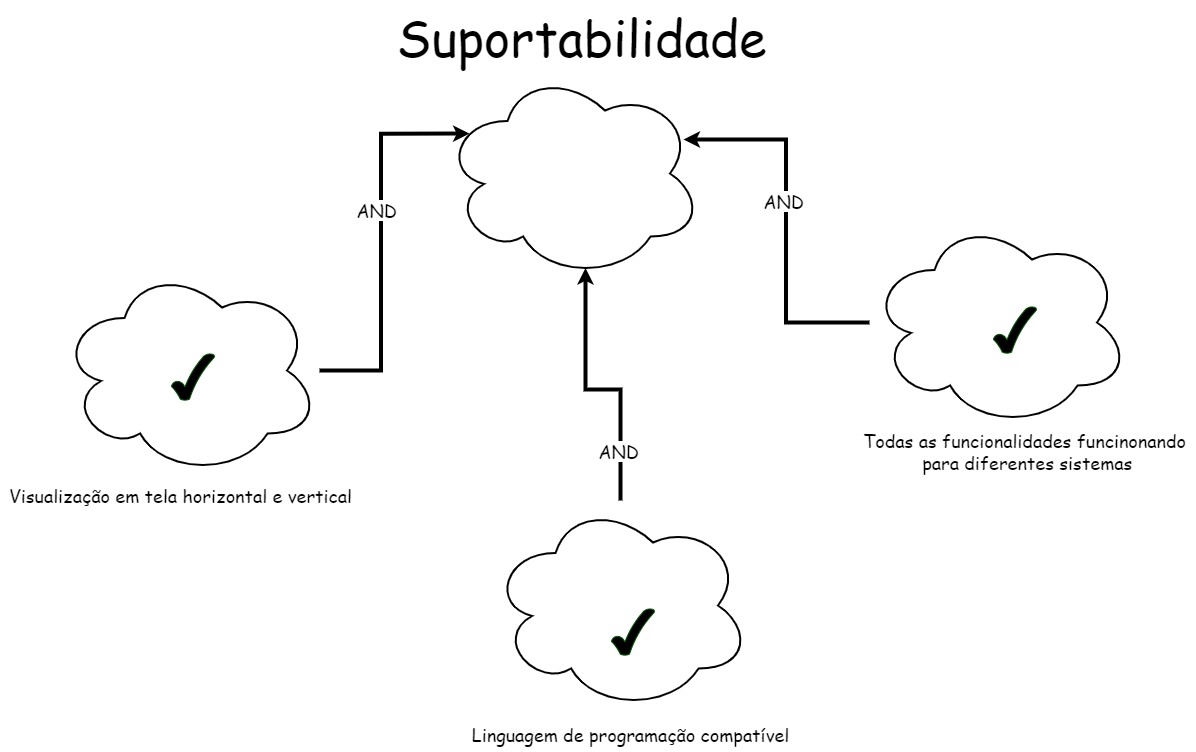 Suportabilidade
AND
AND
AND
Visualização em tela horizontal e vertical
Todas as funcionalidades funcinonando
para diferentes sistemas
Linguagem de programação compatível